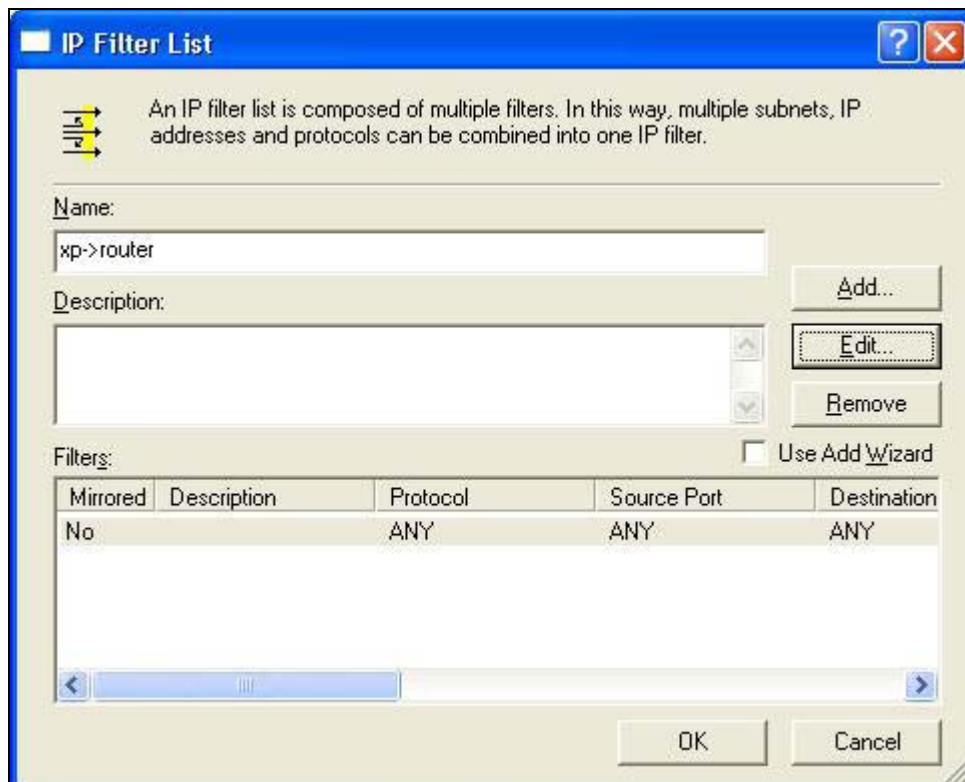 IP Filter List
An IP filter list is composed of multiple filters. In this way, multiple subnets, IP
addresses and protocols can be combined into one IP filter.
Name:
xp->router
Add...
Description:
Edit...
Remove
Filters:
Use Add Wizard
Mirrored Description Protocol Source Port Destination
No ANY ANY ANY
OK Cancel